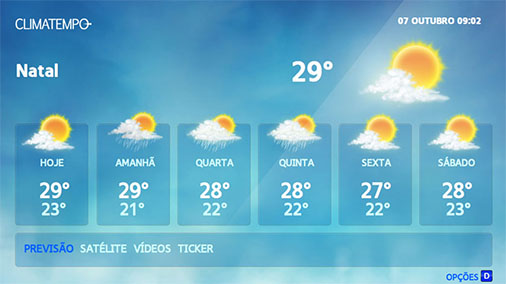 CLIMATEMPO
07 OUTUBRO 09:02
Natal
29°
HOJE AMANHÃ QUARTA QUINTA SEXTA SÁBADO
29° 29° 28° 28° 27° 28°
23° 21° 22° 22° 22° 23°
PREVISÃO SATÉLITE VÍDEOS TICKER
OPÇÕES D